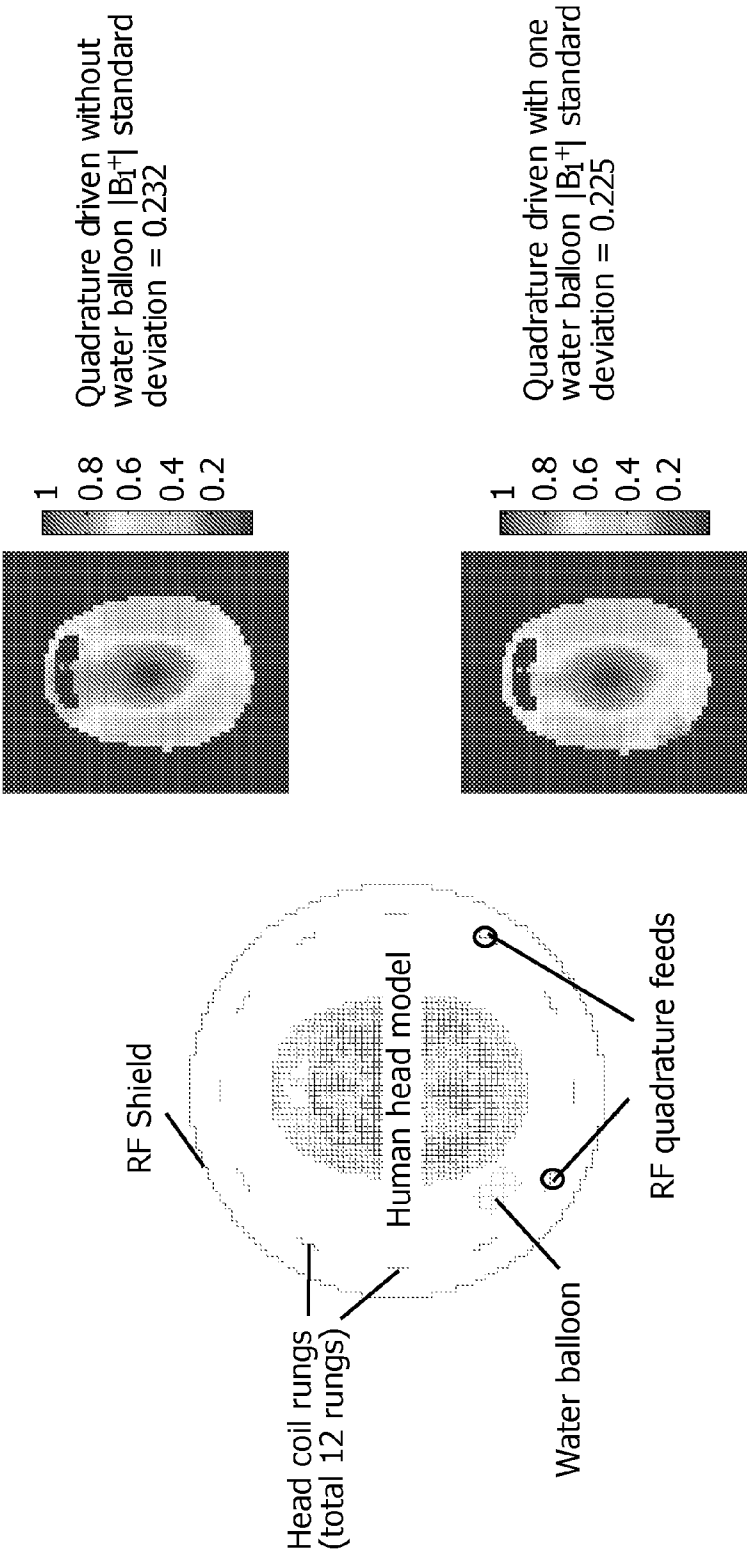 RF Shield
Head coil rungs
(total 12 rungs)
Human head model
Water balloon
RF quadrature feeds
1
0.8
0.6
0.4
0.2
Quadrature driven without
water balloon |B1+| standard
deviation = 0.232
1
0.8
0.6
0.4
0.2
Quadrature driven with one
water balloon |B1+| standard
deviation = 0.225